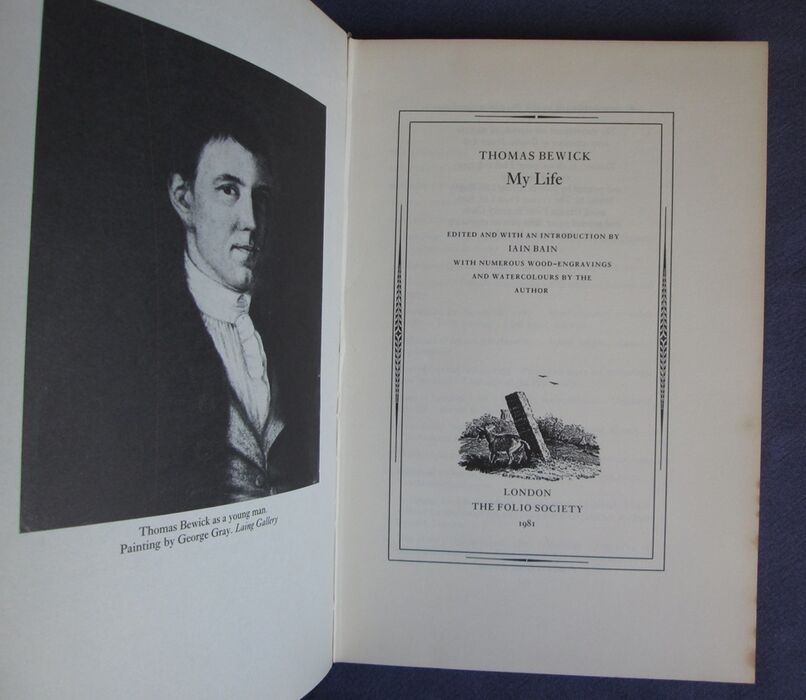 Thomas Bewick as a young man.
Painting by George Gray. Laing Gallery
THOMAS BEWICK
My Life
EDITED AND WITH AN INTRODUCTION BY
IAIN BAIN
WITH NUMEROUS WOOD-ENGRAVINGS
AND WATERCOLOURS BY THE
AUTHOR
LONDON
THE FOLIO SOCIETY
1981